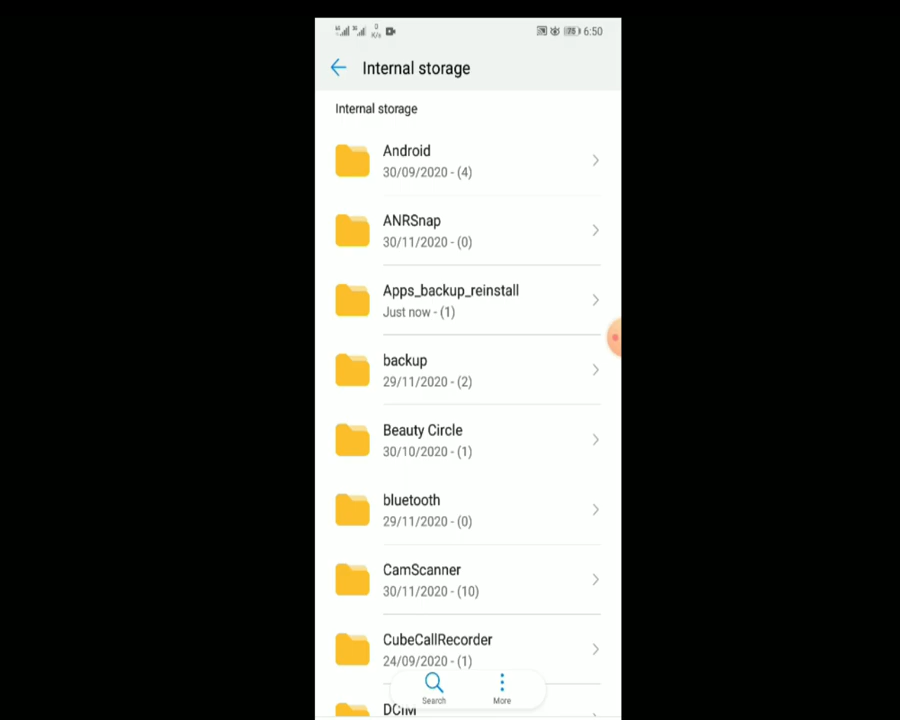 6:50
Internal storage
Internal storage
Android
30/09/2020 - (4)
ANRSnap
30/11/2020 - (0)
Apps_backup_reinstall
Just now - (1)
backup
29/11/2020 - (2)
Beauty Circle
30/10/2020 - (1)
bluetooth
29/11/2020 - (0)
CamScanner
30/11/2020 - (10)
CubeCallRecorder
24/09/2020 - (1)
Search
More
DCIM